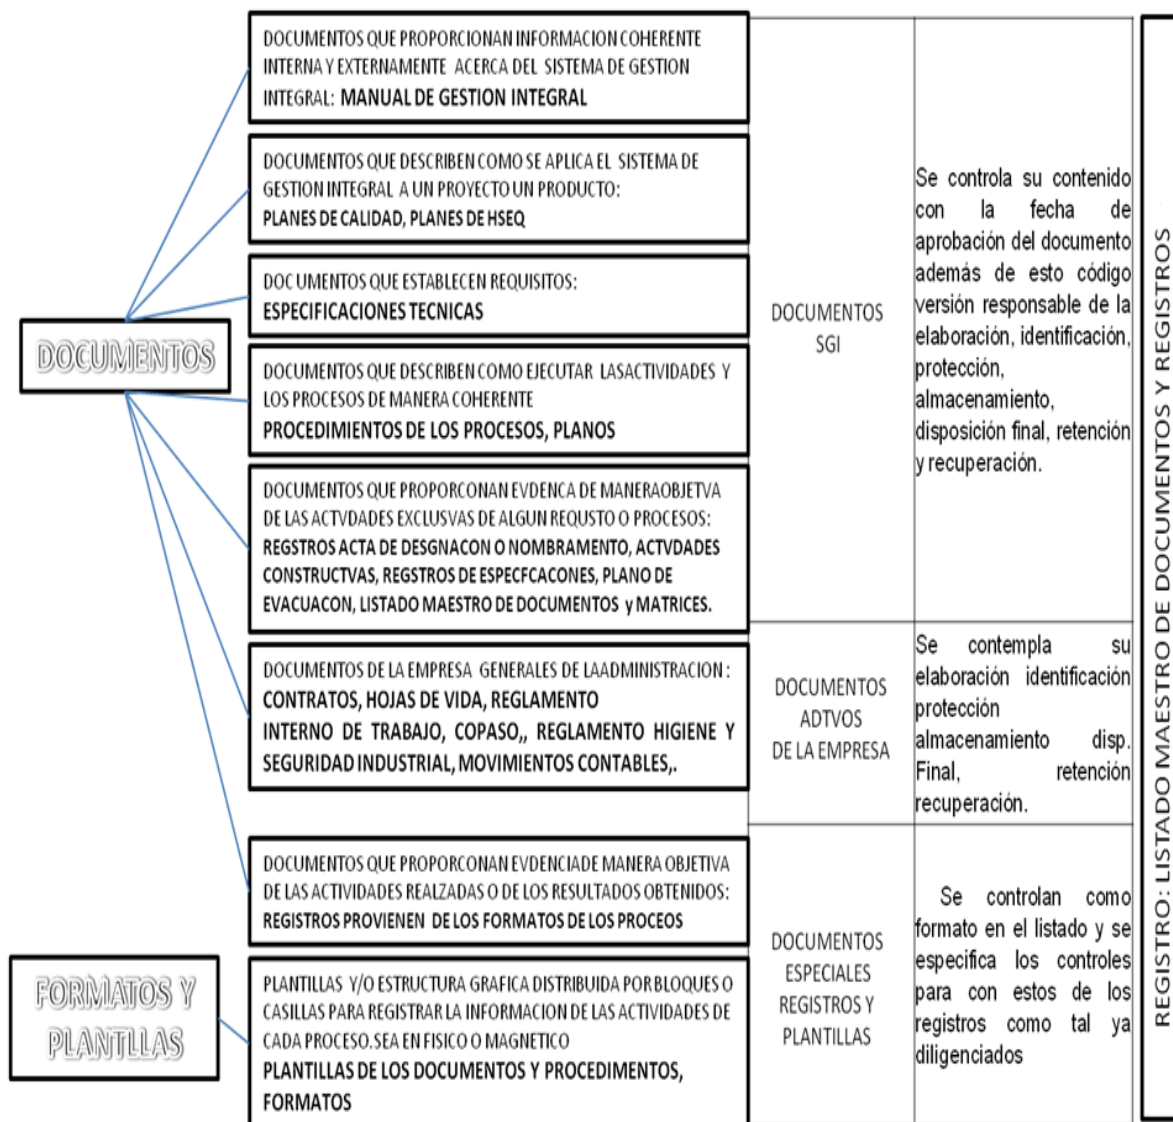 DOCUMENTOS QUE PROPORCIONAN INFORMACION COHERENTE
INTERNA Y EXTERNAMENTE ACERCA DEL SISTEMA DE GESTION
INTEGRAL: MANUAL DE GESTION INTEGRAL
DOCUMENTOS QUE DESCRIBEN COMO SE APLICA EL SISTEMA DE
GESTION INTEGRAL A UN PROYECTO UN PRODUCTO:
PLANES DE CALIDAD, PLANES DE HSEQ
DOC UMENTOS QUE ESTABLECEN REQUISITOS:
ESPECIFICACIONES TECNICAS
DOCUMENTOS
DOCUMENTOS QUE DESCRIBEN COMO EJECUTAR LASACTIVIDADES Y
LOS PROCESOS DE MANERA COHERENTE
PROCEDIMIENTOS DE LOS PROCESOS, PLANOS
DOCUMENTOS QUE PROPORCONAN EVDENCA DE MANERAOBJETVA
DE LAS ACTVDADES EXCLUSVAS DE ALGUN REQUSTO O PROCESOS:
REGSTROS ACTA DE DESGNACON O NOMBRAMENTO, ACTVDADES
CONSTRUCTVAS, REGSTROS DE ESPECFCACONES, PLANO DE
EVACUACON, LISTADO MAESTRO DE DOCUMENTOS y MATRICES.
DOCUMENTOS
SGI
Se controla su contenido
con la fecha de
aprobación del documento
además de esto código
versión responsable de la
elaboración, identificación,
protección,
almacenamiento,
disposición final, retención
y recuperación.
DOCUMENTOS DE LA EMPRESA GENERALES DE LAADMINISTRACION :
CONTRATOS, HOJAS DE VIDA, REGLAMENTO
INTERNO DE TRABAJO, COPASO,, REGLAMENTO HIGIENE Y
SEGURIDAD INDUSTRIAL, MOVIMIENTOS CONTABLES,.
DOCUMENTOS
ADTVOS
DE LA EMPRESA
Se contempla su
elaboración identificación
protección
almacenamiento disp.
Final, retención
recuperación.
DOCUMENTOS QUE PROPORCONAN EVDENCIADE MANERA OBJETIVA
DE LAS ACTIVIDADES REALZADAS O DE LOS RESULTADOS OBTENIDOS:
REGISTROS PROVIENEN DE LOS FORMATOS DE LOS PROCEOS
FORMATOS Y
PLANTLLAS
PLANTILLAS Y/O ESTRUCTURA GRAFICA DISTRIBUIDA POR BLOQUES O
CASILLAS PARA REGISTRAR LA INFORMACION DE LAS ACTIVIDADES DE
CADA PROCESO.SEA EN FISICO O MAGNETICO
PLANTILLAS DE LOS DOCUMENTOS Y PROCEDIMENTOS,
FORMATOS
DOCUMENTOS
ESPECIALES
REGISTROS Y
PLANTILLAS
Se controlan como
formato en el listado y se
especifica los controles
para con estos de los
registros como tal ya
diligenciados
REGISTRO: LISTADO MAESTRO DE DOCUMENTOS Y REGISTROS